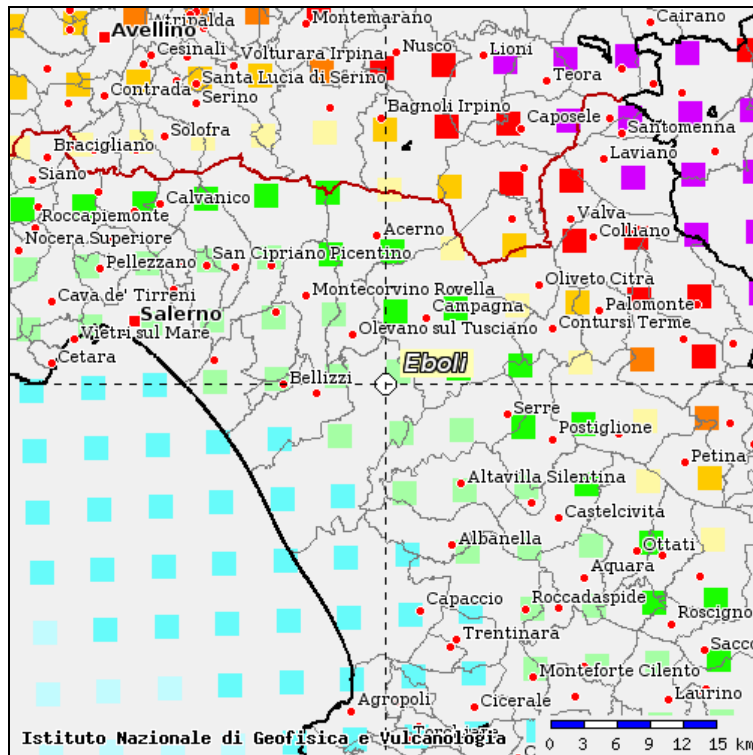 Montemarano
Cairano
Atripalda
Avellino
Cesinali
Volturara Irpina
Nusco
Lioni
Teora
Contrada
Santa Lucia di Serino
Serino
Bagnoli Irpino
Caposele
Santomenna
Solofra
Bracigliano
Laviano
Siano
Calvanico
Roccapiemonte
Valva
Nocera Superiore
Acerno
Colliano
Pellezzano
San Cipriano Picentino
Oliveto Citra
Cava de' Tirreni
Montecorvino Rovella
Salerno
Campagna
Palomonte
Vietri sul Mare
Olevano sul Tusciano
Contursi Terme
Cetara
Eboli
Bellizzi
Serre
Postiglione
Petina
Altavilla Silentina
Castelcivita
Albanella
Ottati
Aquara
Capaccio
Roccadaspide
Roscigno
Trentinara
Sacco
Monteforte Cilento
Agropoli
Cicerale
Laurino
Istituto Nazionale di Geofisica e Vulcanologia
0 3 6 9 12 15 km